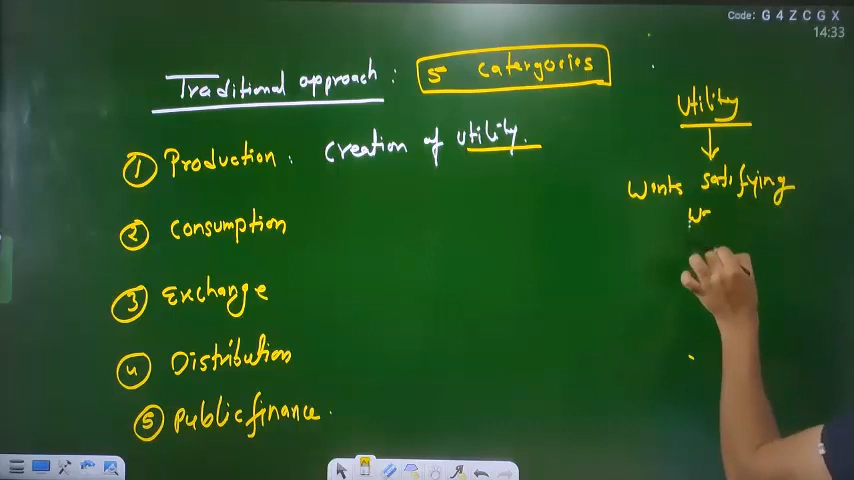 Code: G 4 Z C G X
14:33
Traditional approach : 5 catergories
① Production : Creation of Utility.
② Consumption
③ Exchange
④ Distribution
⑤ Public finance.
Utility
↓
Wants satisfying